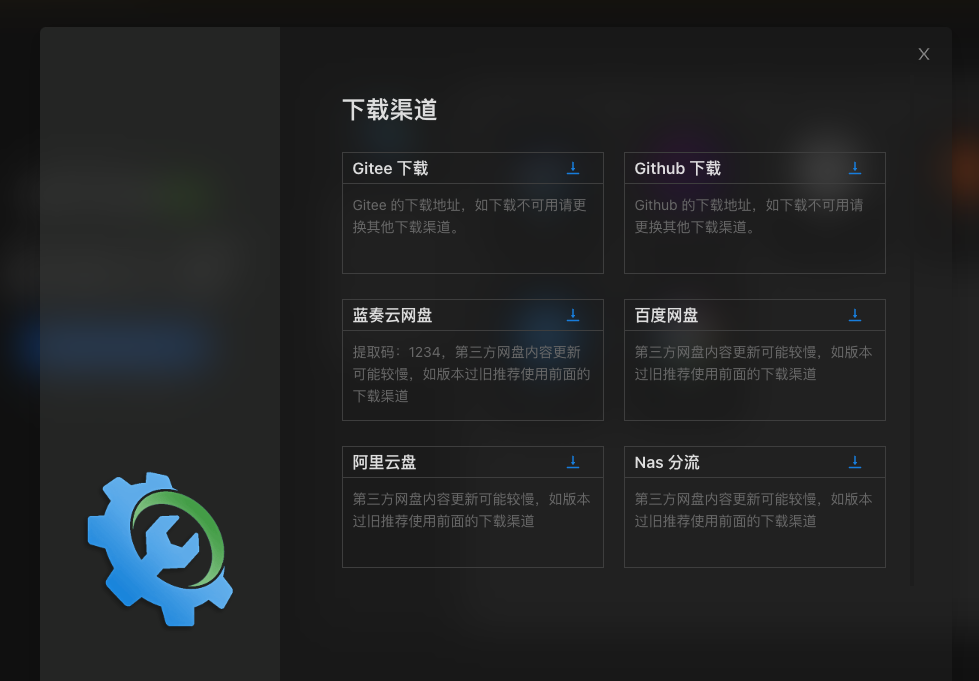 X
下载渠道
Gitee 下载
Gitee 的下载地址，如下载不可用请更
换其他下载渠道。
Github 下载
Github 的下载地址，如下载不可用请
更换其他下载渠道。
蓝奏云网盘
提取码：1234，第三方网盘内容更新
可能较慢，如版本过旧推荐使用前面的
下载渠道
百度网盘
第三方网盘内容更新可能较慢，如版本
过旧推荐使用前面的下载渠道
阿里云盘
第三方网盘内容更新可能较慢，如版本
过旧推荐使用前面的下载渠道
Nas 分流
第三方网盘内容更新可能较慢，如版本
过旧推荐使用前面的下载渠道